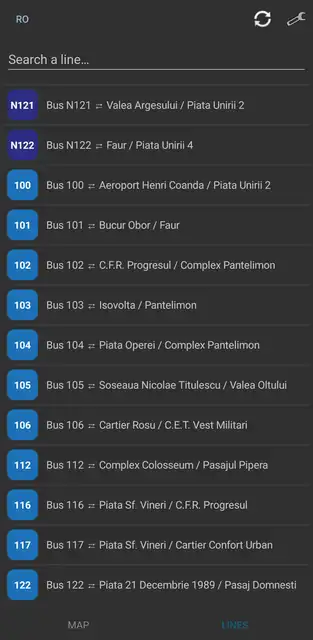 RO
Search a line...
N121 Bus N121 ⇄ Valea Argesului / Piata Unirii 2
N122 Bus N122 ⇄ Faur / Piata Unirii 4
100 Bus 100 ⇄ Aeroport Henri Coanda / Piata Unirii 2
101 Bus 101 ⇄ Bucur Obor / Faur
102 Bus 102 ⇄ C.F.R. Progresul / Complex Pantelimon
103 Bus 103 ⇄ Isovolta / Pantelimon
104 Bus 104 ⇄ Piata Operei / Complex Pantelimon
105 Bus 105 ⇄ Soseaua Nicolae Titulescu / Valea Oltului
106 Bus 106 ⇄ Cartier Rosu / C.E.T. Vest Militari
112 Bus 112 ⇄ Complex Colosseum / Pasajul Pipera
116 Bus 116 ⇄ Piata Sf. Vineri / C.F.R. Progresul
117 Bus 117 ⇄ Piata Sf. Vineri / Cartier Confort Urban
122 Bus 122 ⇄ Piata 21 Decembrie 1989 / Pasaj Domnesti
MAP LINES